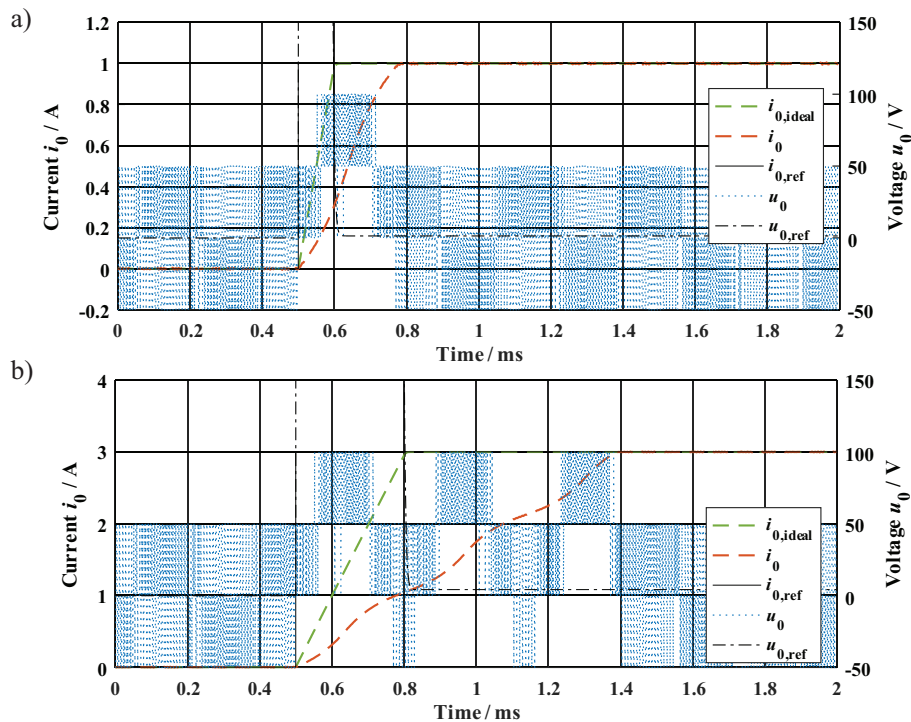 a)
1.2
1
0.8
0.6
0.4
0.2
0
-0.2
Current i0 / A
150
100
50
0
-50
Voltage u0 / V
i0,ideal
i0
i0,ref
u0
u0,ref
0 0.2 0.4 0.6 0.8 1 1.2 1.4 1.6 1.8 2
Time / ms
b)
4
3
2
1
0
Current i0 / A
150
100
50
0
-50
Voltage u0 / V
i0,ideal
i0
i0,ref
u0
u0,ref
0 0.2 0.4 0.6 0.8 1 1.2 1.4 1.6 1.8 2
Time / ms